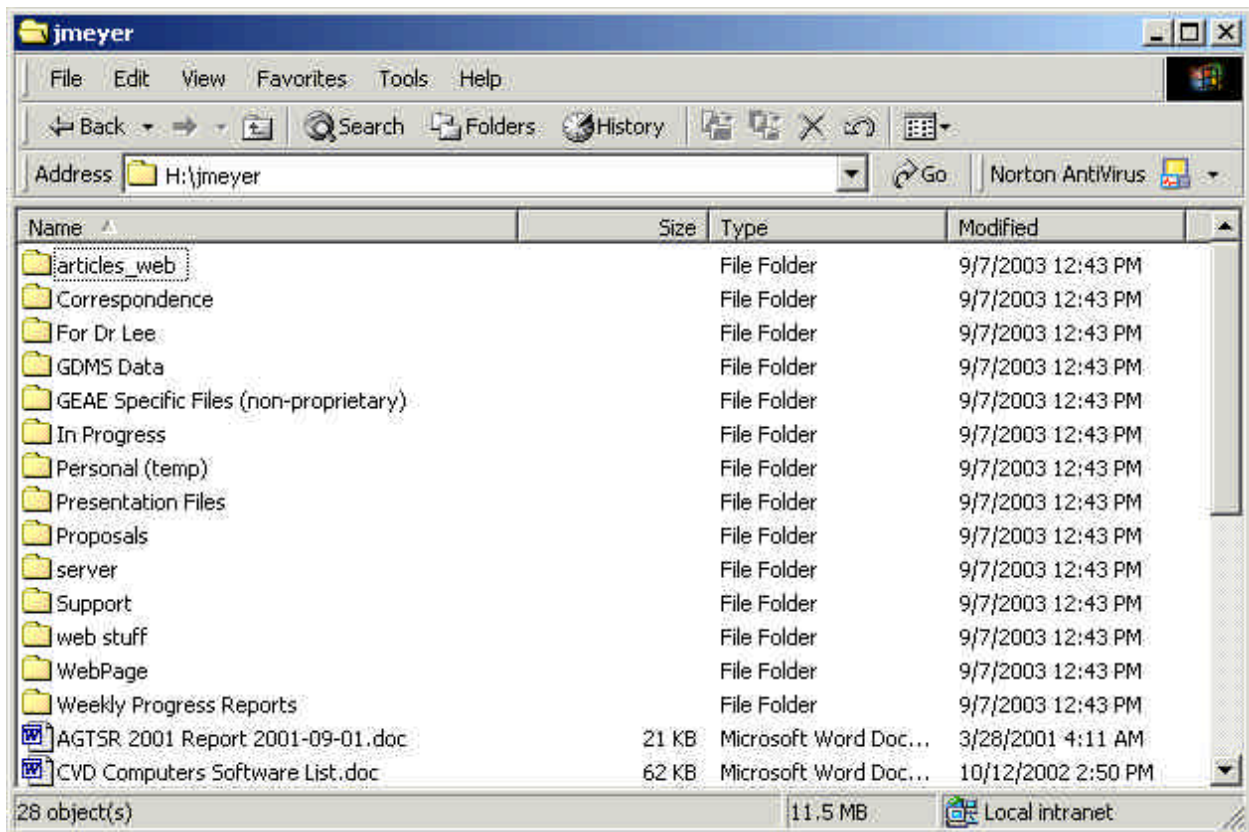 jmeyer
File Edit View Favorites Tools Help
Back Search Folders History
Address H:\jmeyer Go Norton AntiVirus
Name Size Type Modified
articles_web File Folder 9/7/2003 12:43 PM
Correspondence File Folder 9/7/2003 12:43 PM
For Dr Lee File Folder 9/7/2003 12:43 PM
GDMS Data File Folder 9/7/2003 12:43 PM
GEAE Specific Files (non-proprietary) File Folder 9/7/2003 12:43 PM
In Progress File Folder 9/7/2003 12:43 PM
Personal (temp) File Folder 9/7/2003 12:43 PM
Presentation Files File Folder 9/7/2003 12:43 PM
Proposals File Folder 9/7/2003 12:43 PM
server File Folder 9/7/2003 12:43 PM
Support File Folder 9/7/2003 12:43 PM
web stuff File Folder 9/7/2003 12:43 PM
WebPage File Folder 9/7/2003 12:43 PM
Weekly Progress Reports File Folder 9/7/2003 12:43 PM
AGTSR 2001 Report 2001-09-01.doc 21 KB Microsoft Word Doc... 3/28/2001 4:11 AM
CVD Computers Software List.doc 62 KB Microsoft Word Doc... 10/12/2002 2:50 PM
28 object(s) 11.5 MB Local intranet